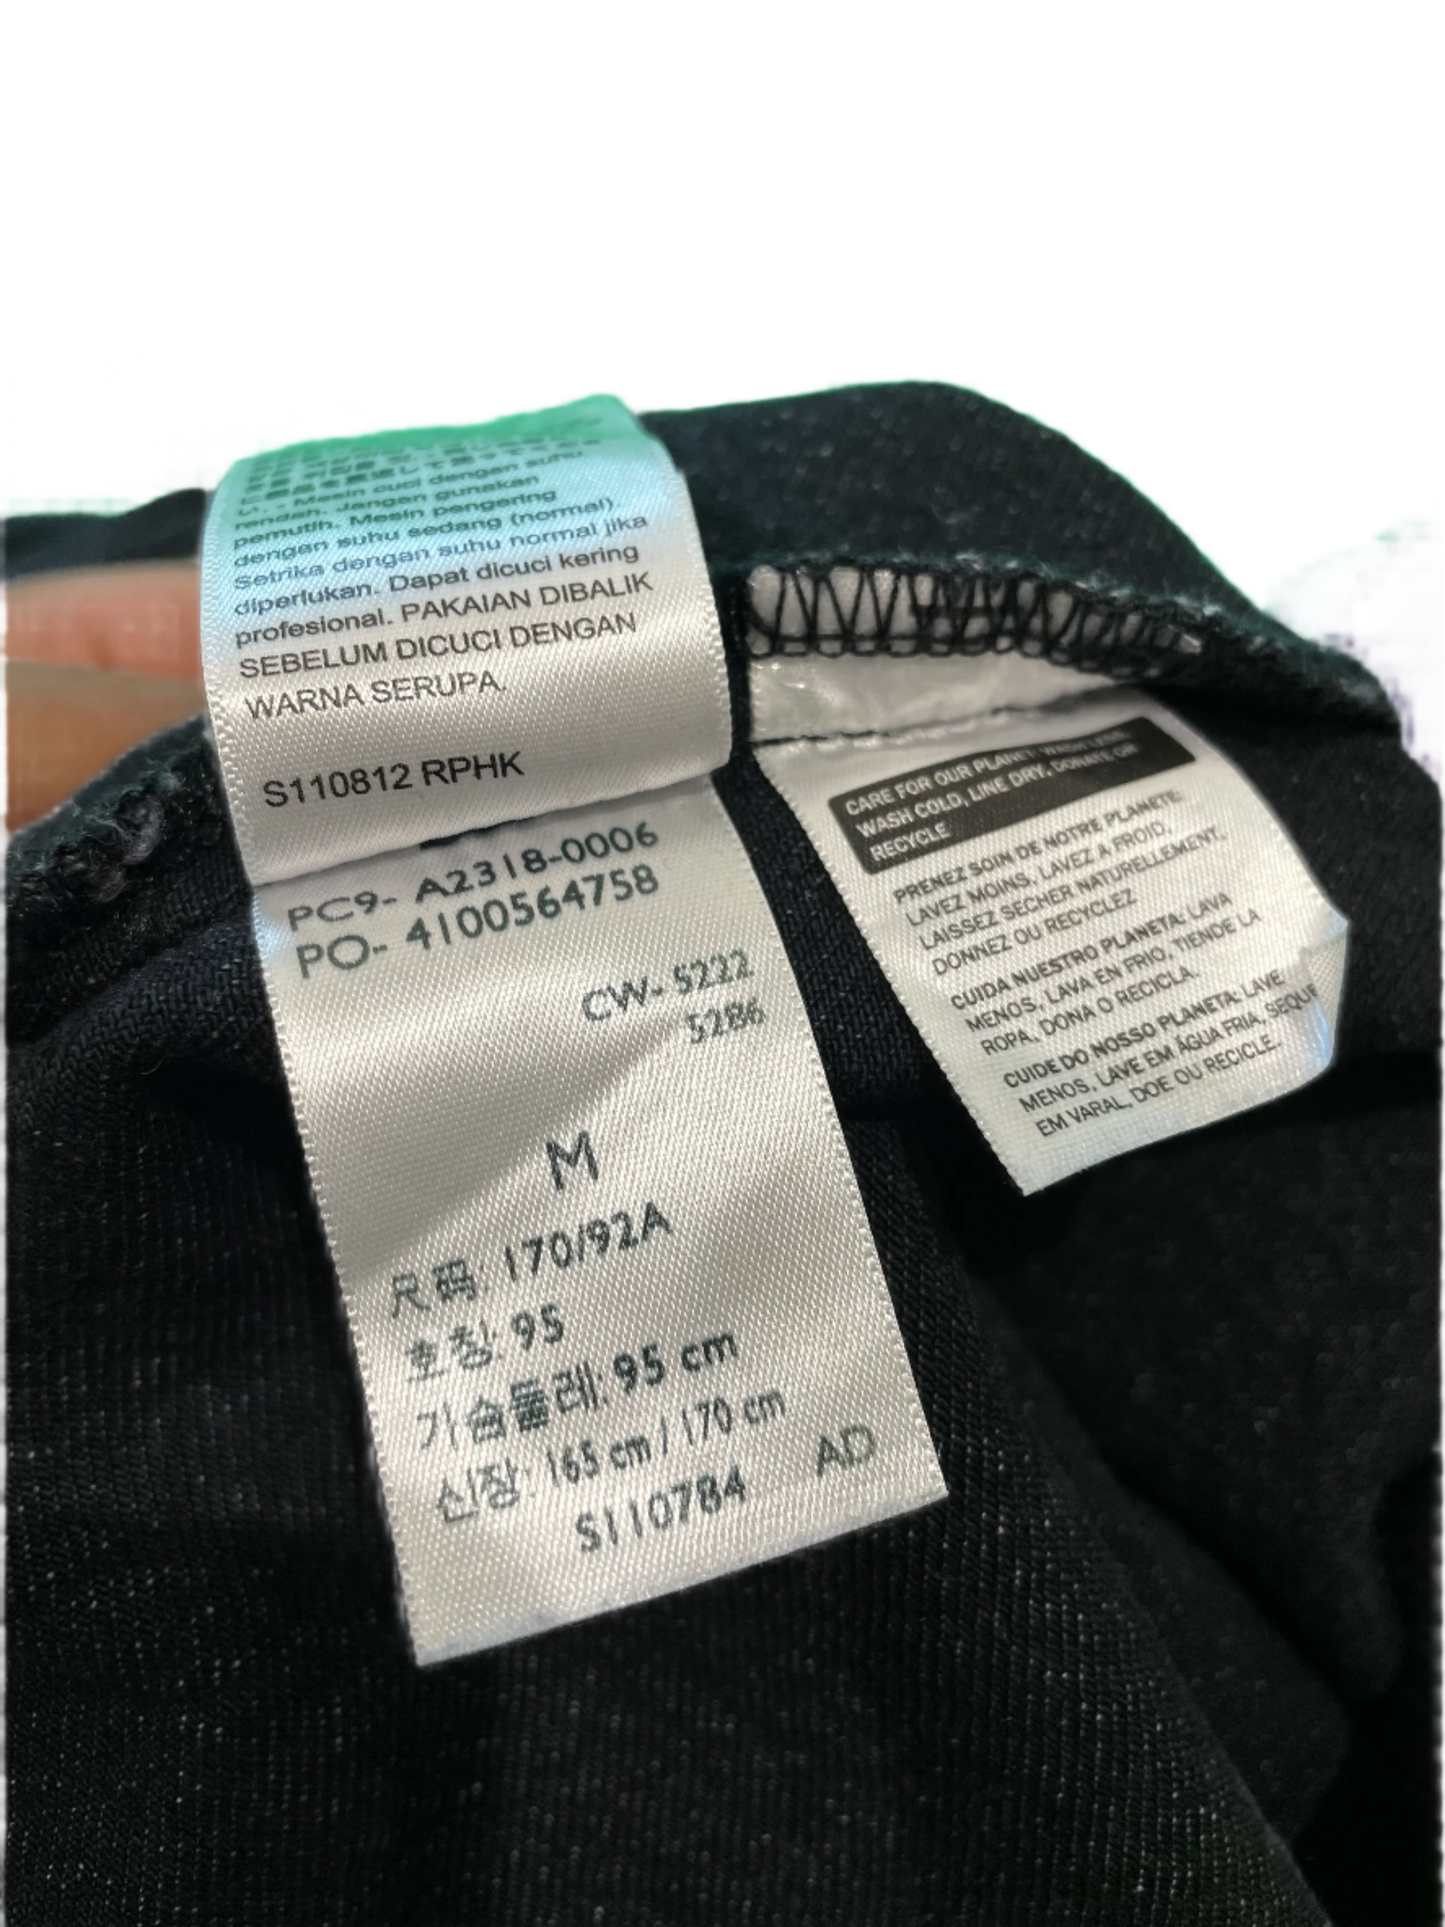 い. - Mesin cuci dengan suhu
rendah. Jangan gunakan
pemutih. Mesin pengering
dengan suhu sedang (normal).
Setrika dengan suhu normal jika
diperlukan. Dapat dicuci kering
profesional. PAKAIAN DIBALIK
SEBELUM DICUCI DENGAN
WARNA SERUPA.
S110812 RPHK
PC9- A2318-0006
PO- 4100564758
CW- 5222
5286
M
尺码: 170/92A
호칭: 95
가슴둘레: 95 cm
신장: 165 cm / 170 cm
S110784 AD
CARE FOR OUR PLANET: WASH LESS,
WASH COLD, LINE DRY, DONATE OR
RECYCLE
PRENEZ SOIN DE NOTRE PLANETE:
LAVEZ MOINS, LAVEZ A FROID,
LAISSEZ SECHER NATURELLEMENT,
DONNEZ OU RECYCLEZ
CUIDA NUESTRO PLANETA: LAVA
MENOS, LAVA EN FRIO, TIENDE LA
ROPA, DONA O RECICLA.
CUIDE DO NOSSO PLANETA: LAVE
MENOS, LAVE EM ÁGUA FRIA, SEQUE
EM VARAL, DOE OU RECICLE.